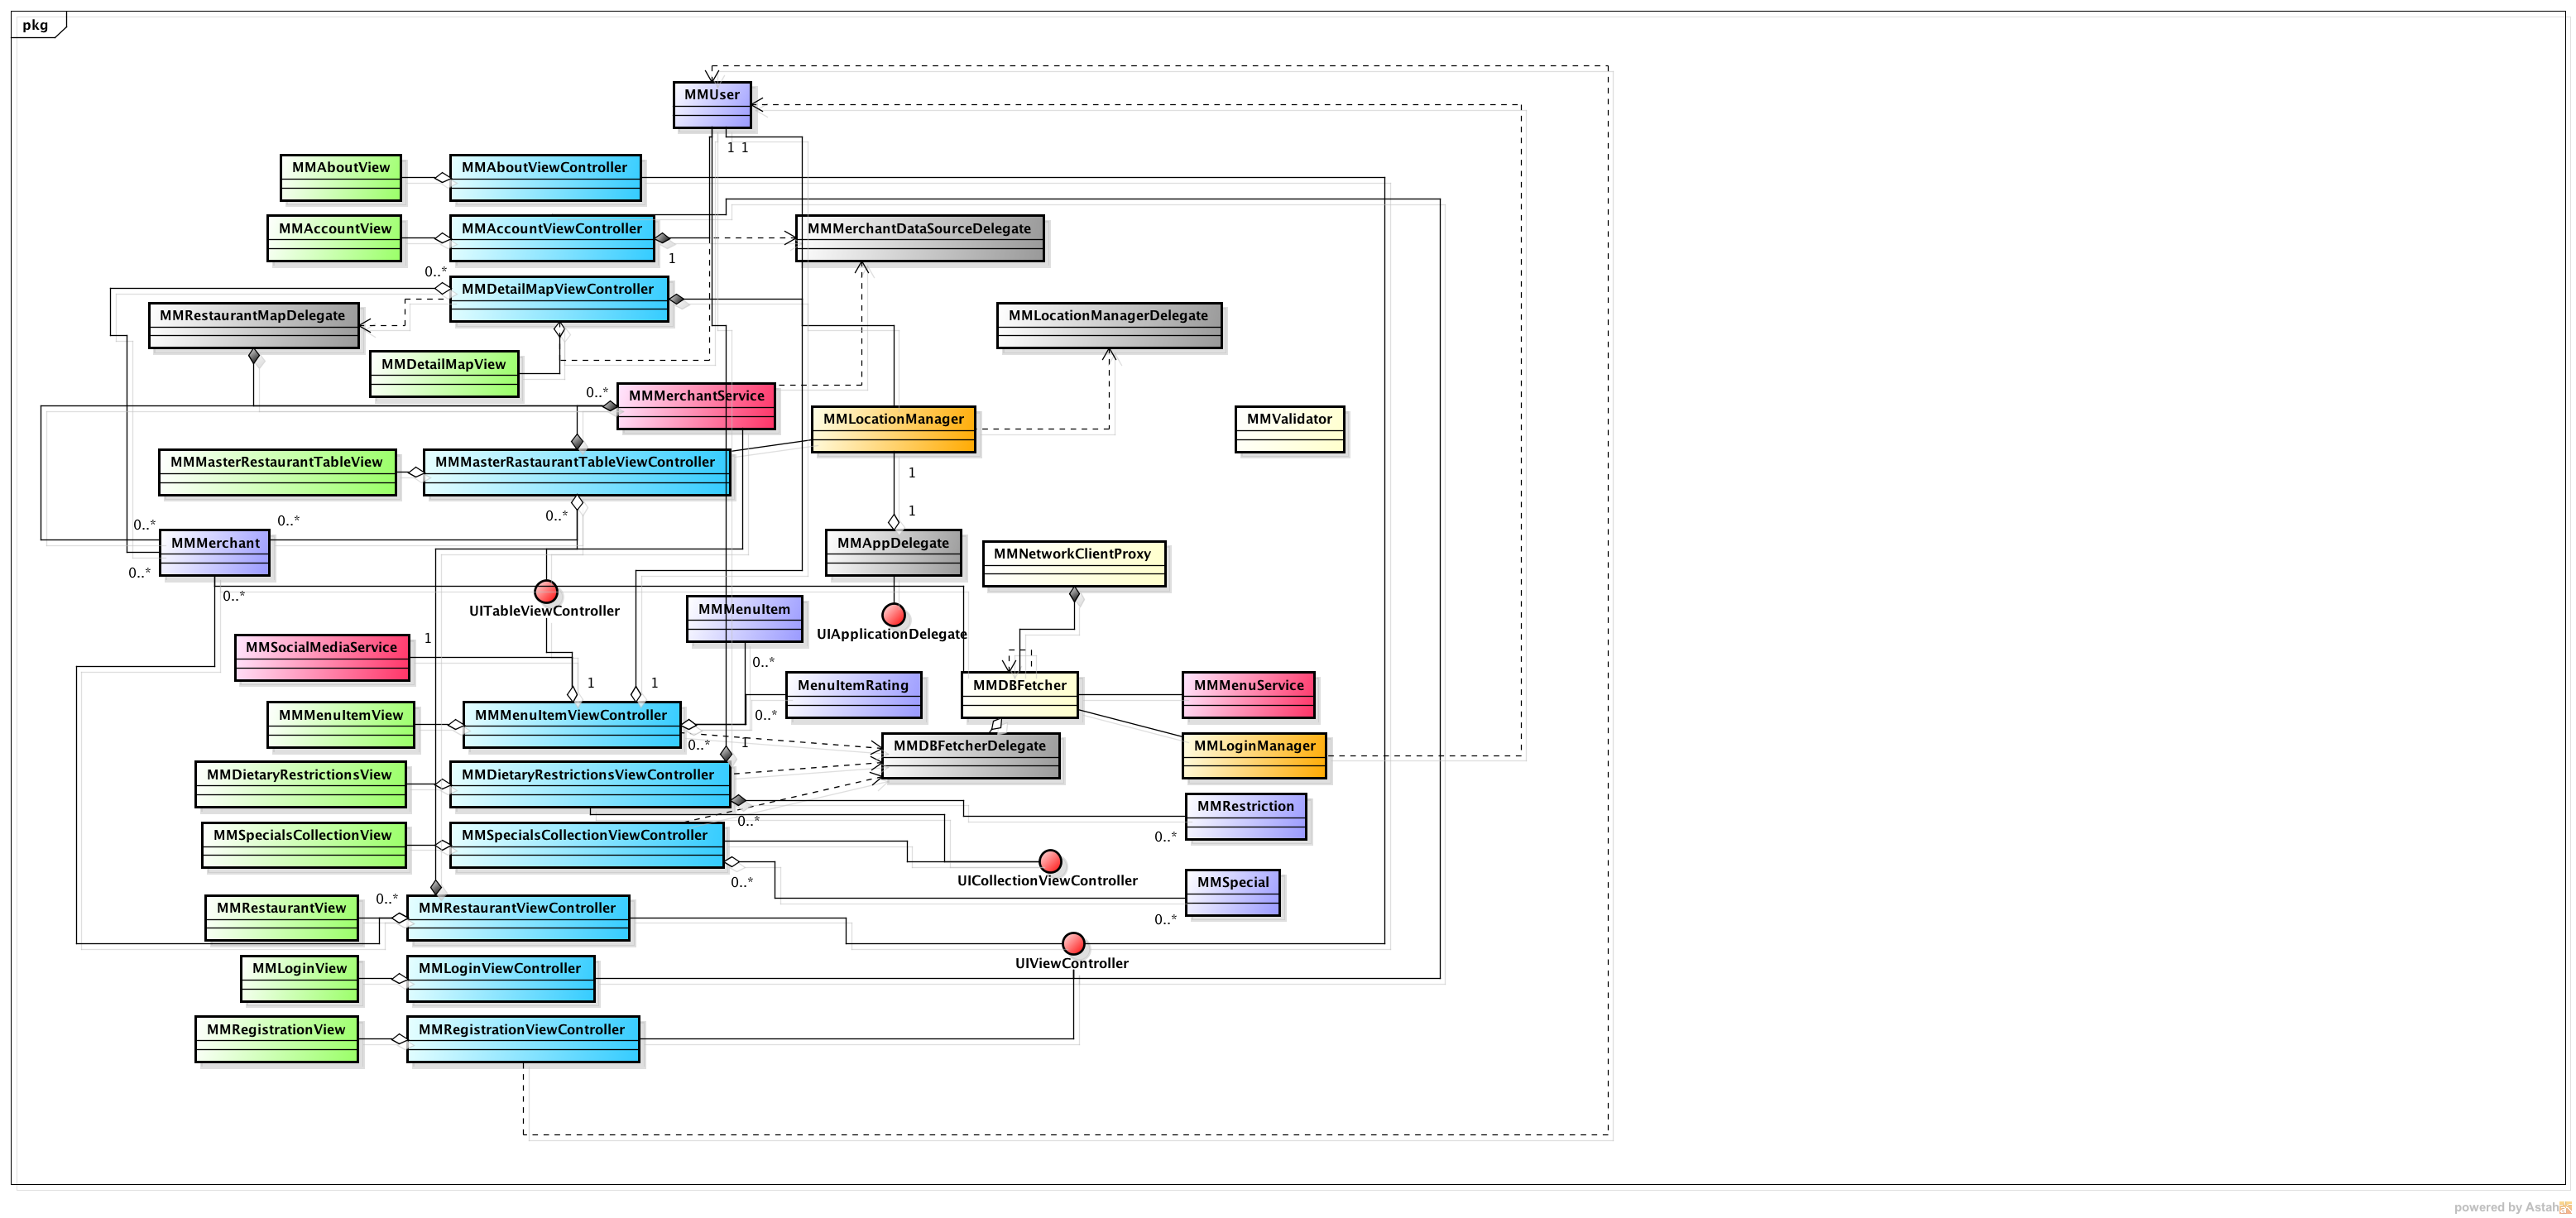 pkg
MMUser
1 1
MMAboutView
MMAboutViewController
MMAccountView
MMAccountViewController
MMMerchantDataSourceDelegate
1
0..*
MMDetailMapViewController
MMRestaurantMapDelegate
MMLocationManagerDelegate
MMDetailMapView
0..*
MMMerchantService
MMLocationManager
MMValidator
MMMasterRestaurantTableView
MMMasterRastaurantTableViewController
1
0..*
0..*
0..*
1
MMMerchant
MMAppDelegate
MMNetworkClientProxy
0..*
0..*
UITableViewController
MMMenuItem
UIApplicationDelegate
MMSocialMediaService
1
0..*
1
1
MenuItemRating
MMDBFetcher
MMMenuService
MMMenuItemView
MMMenuItemViewController
0..*
0..*
1
MMDBFetcherDelegate
MMLoginManager
MMDietaryRestrictionsView
MMDietaryRestrictionsViewController
MMRestriction
0..*
0..*
MMSpecialsCollectionView
MMSpecialsCollectionViewController
UICollectionViewController
0..*
MMSpecial
0..*
0..*
MMRestaurantView
MMRestaurantViewController
UIViewController
MMLoginView
MMLoginViewController
MMRegistrationView
MMRegistrationViewController
powered by Astah